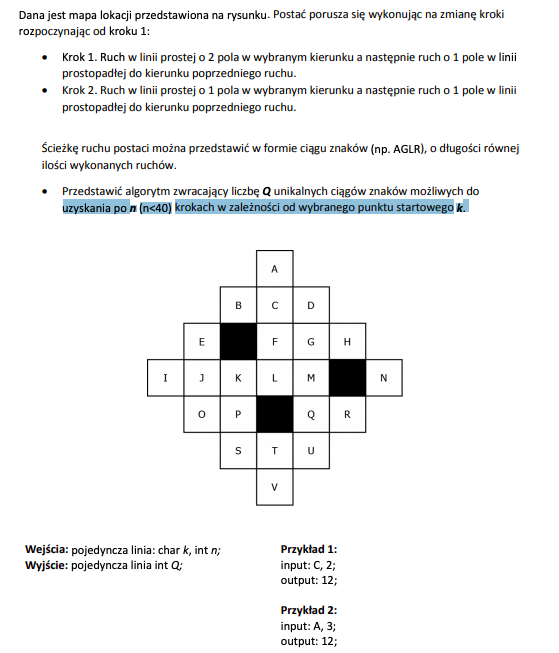 Dana jest mapa lokacji przedstawiona na rysunku. Postać porusza się wykonując na zmianę kroki
rozpoczynając od kroku 1:
• Krok 1. Ruch w linii prostej o 2 pola w wybranym kierunku a następnie ruch o 1 pole w linii
prostopadłej do kierunku poprzedniego ruchu.
• Krok 2. Ruch w linii prostej o 1 pola w wybranym kierunku a następnie ruch o 1 pole w linii
prostopadłej do kierunku poprzedniego ruchu.
Ścieżkę ruchu postaci można przedstawić w formie ciągu znaków (np. AGLR), o długości równej
ilości wykonanych ruchów.
• Przedstawić algorytm zwracający liczbę Q unikalnych ciągów znaków możliwych do
uzyskania po n (n<40) krokach w zależności od wybranego punktu startowego k.
A
B C D
E F G H
I J K L M N
O P Q R
S T U
V
Wejścia: pojedyncza linia: char k, int n;
Wyjście: pojedyncza linia int Q;
Przykład 1:
input: C, 2;
output: 12;
Przykład 2:
input: A, 3;
output: 12;